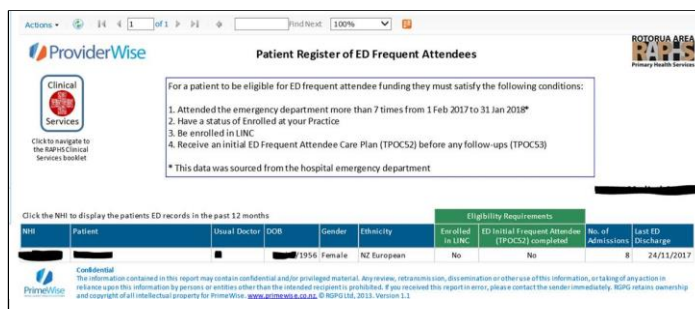 Actions
1 of 1
Find Next
100%
ProviderWise
Patient Register of ED Frequent Attendees
ROTORUA AREA
RAPHS
Primary Health Services
Clinical
Services
Click to navigate
to the RAPHS Clinical
Services booklet
For a patient to be eligible for ED frequent attendee funding they must satisfy the following conditions:
1. Attended the emergency department more than 7 times from 1 Feb 2017 to 31 Jan 2018*
2. Have a status of Enrolled at your Practice
3. Be enrolled in LINC
4. Receive an initial ED Frequent Attendee Care Plan (TPOC52) before any follow-ups (TPOC53)
* This data was sourced from the hospital emergency department
Click the NHI to display the patients ED records in the past 12 months
Eligibility Requirements
NHI Patient Usual Doctor DOB Gender Ethnicity Enrolled in LINC ED Initial Frequent Attendee (TPOC52) completed No. of Admissions Last ED Discharge
/1956 Female NZ European No No 8 24/11/2017
PrimeWise
Confidential
The information contained in this report may contain confidential and/or privileged material. Any review, retransmission, dissemination or other use of this information, or taking of any action in
reliance upon this information by persons or entities other than the intended recipient is prohibited. If you received this report in error, please contact the sender immediately. RGPG retains ownership
and copyright of all intellectual property for PrimeWise. www.primewise.co.nz. © RGPG Ltd, 2013. Version 1.1